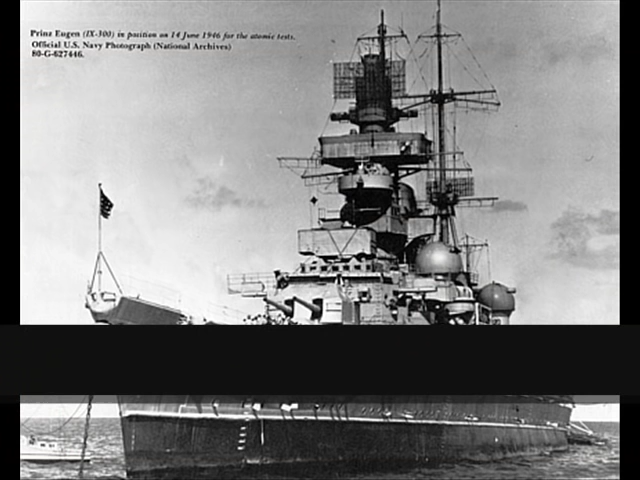 Prinz Eugen (IX-300) in position on 14 June 1946 for the atomic tests.
Official U.S. Navy Photograph (National Archives)
80-G-627446.